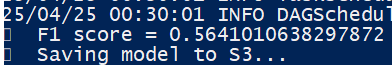 25/04/25 00:30:01 INFO DAGSchedul
F1 score = 0.5641010638297872
Saving model to S3...